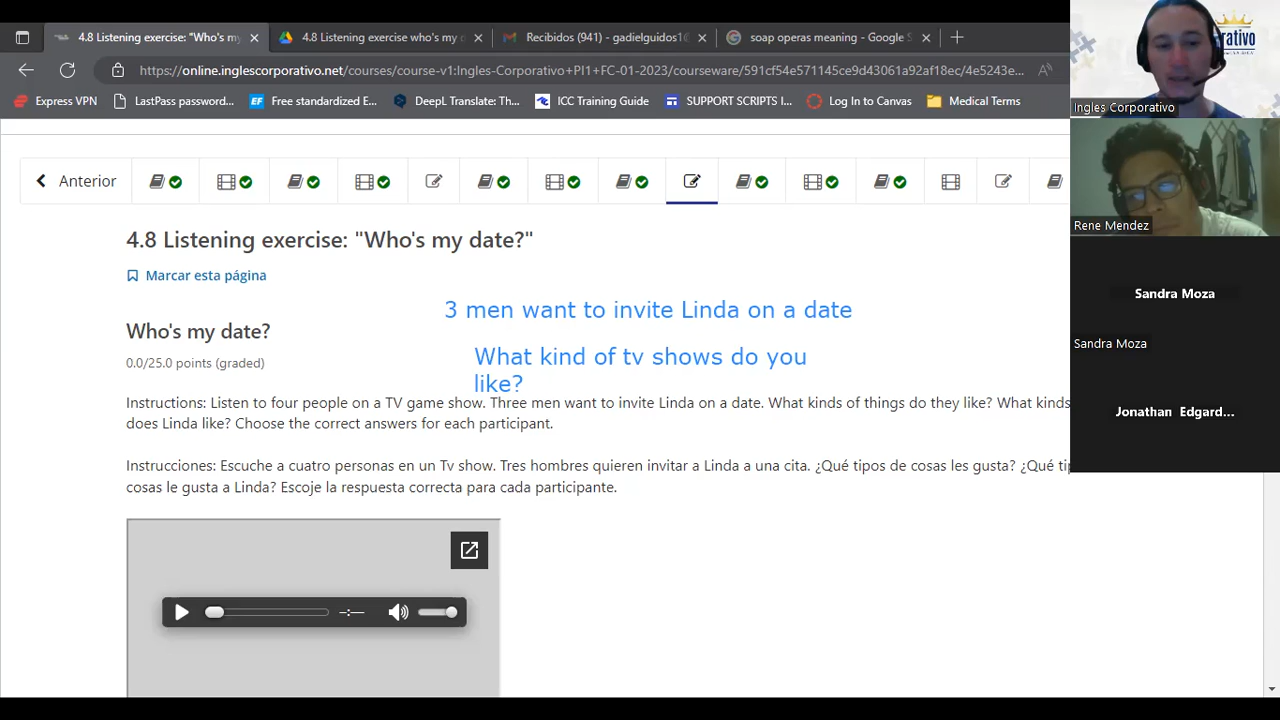 4.8 Listening exercise: "Who's my
4.8 Listening exercise who's my d
Recibidos (941) - gadielguidos1@
soap operas meaning - Google S
https://online.inglescorporativo.net/courses/course-v1:Ingles-Corporativo+PI1+FC-01-2023/courseware/591cf54e571145ce9d43061a92af18ec/4e5243e...
Express VPN
LastPass password...
EF
Free standardized E...
DeepL Translate: Th...
ICC Training Guide
SUPPORT SCRIPTS I...
Log In to Canvas
Medical Terms
Anterior
4.8 Listening exercise: "Who's my date?"
Marcar esta página
3 men want to invite Linda on a date
Who's my date?
What kind of tv shows do you
like?
0.0/25.0 points (graded)
Instructions: Listen to four people on a TV game show. Three men want to invite Linda on a date. What kinds of things do they like? What kinds
does Linda like? Choose the correct answers for each participant.
Instrucciones: Escuche a cuatro personas en un Tv show. Tres hombres quieren invitar a Linda a una cita. ¿Qué tipos de cosas les gusta? ¿Qué ti
cosas le gusta a Linda? Escoje la respuesta correcta para cada participante.
-:--
Ingles Corporativo
Rene Mendez
Sandra Moza
Sandra Moza
Jonathan Edgard...